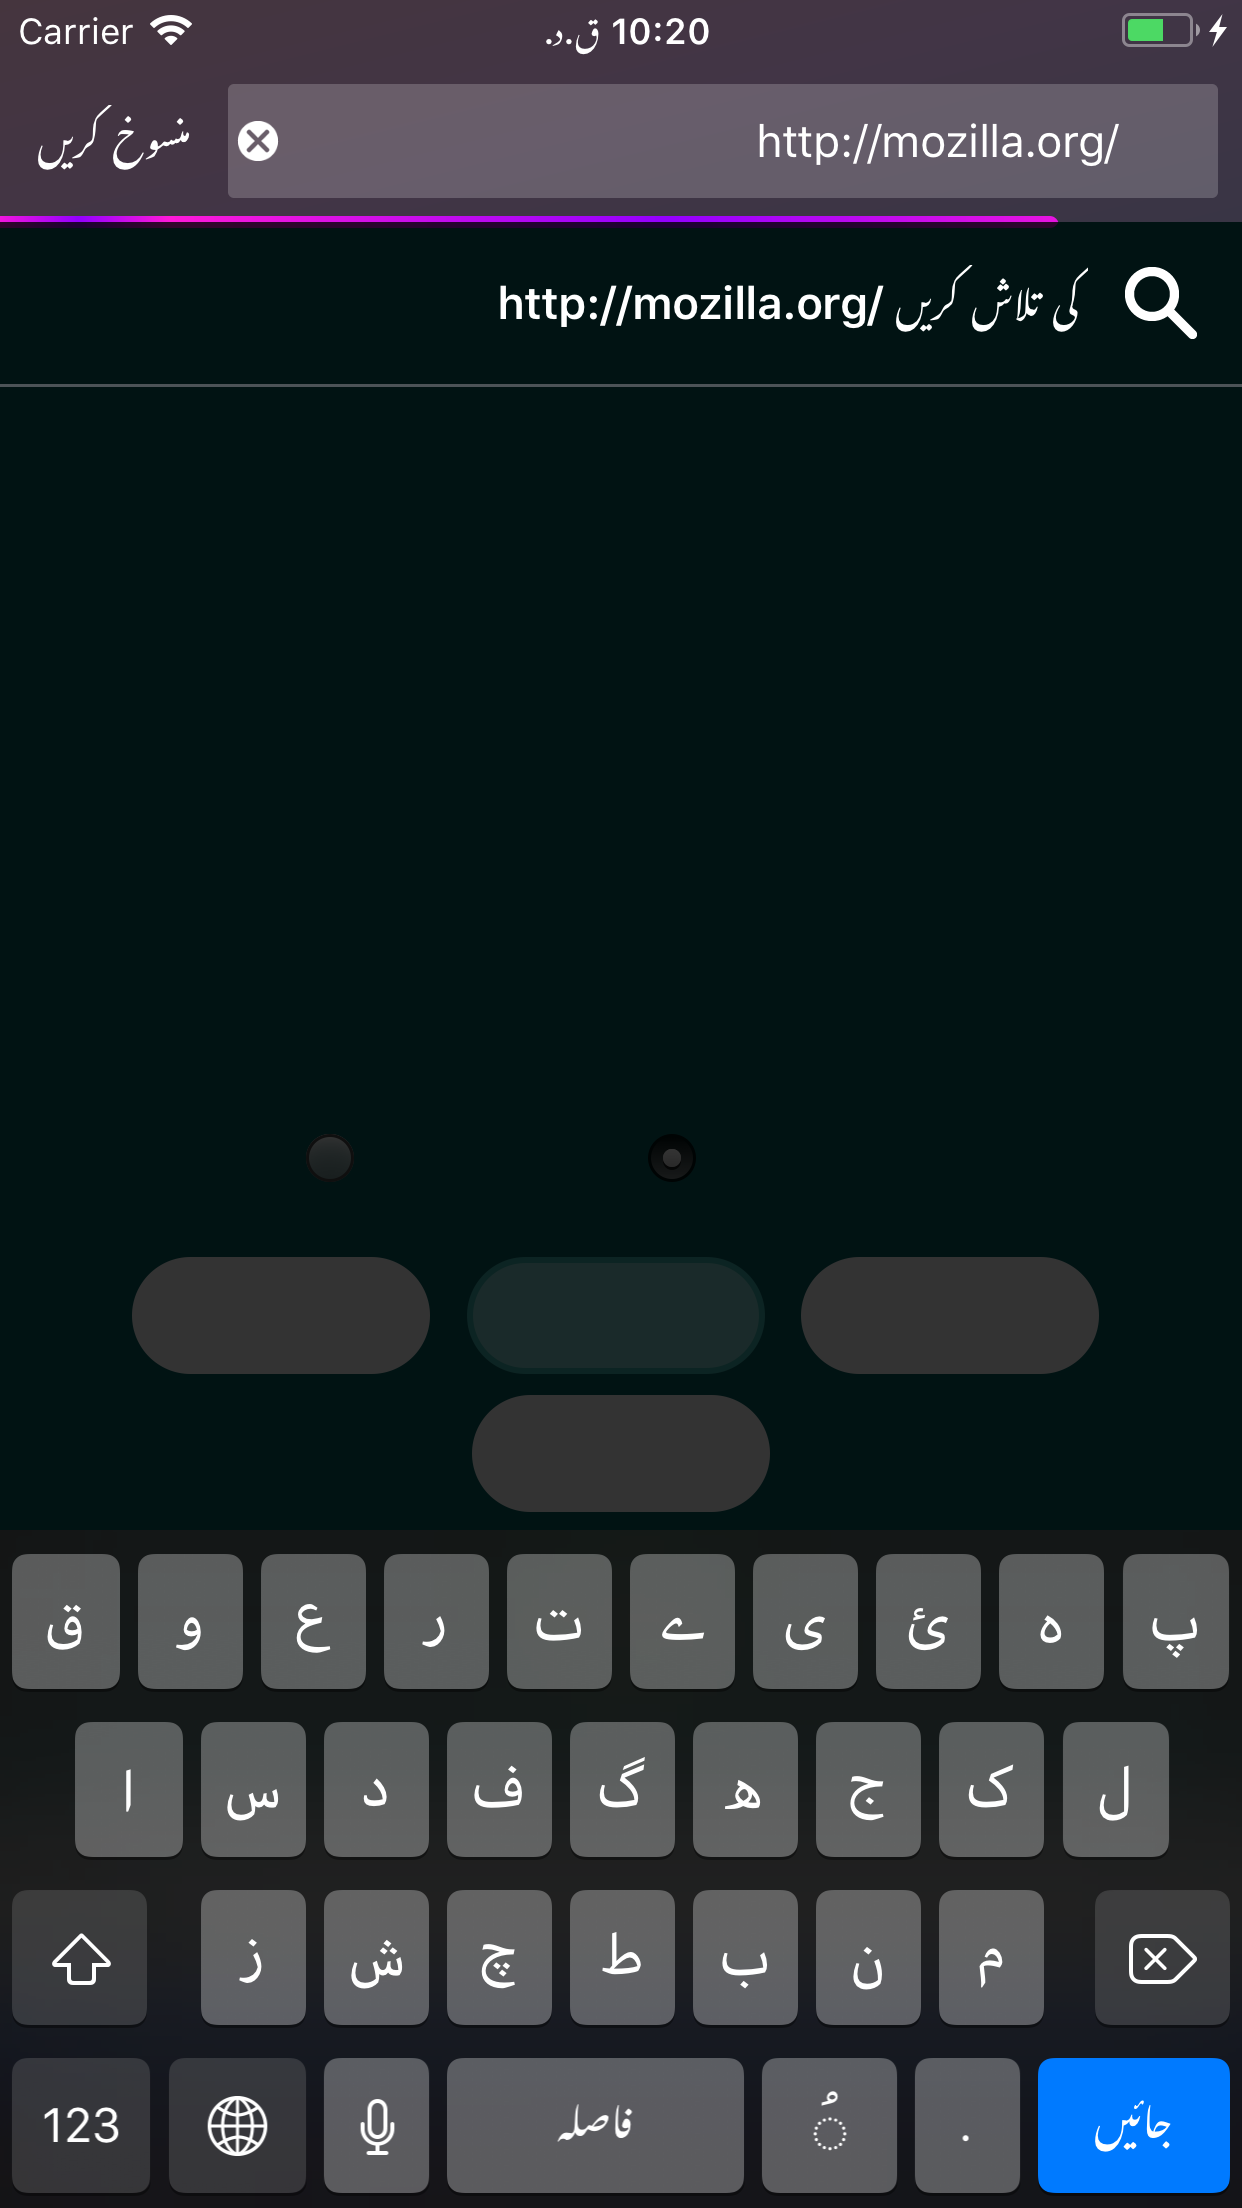 Carrier 10:20 ق.د.
منسوخ کریں http://mozilla.org/
http://mozilla.org/ کی تلاش کریں
ق و ع ر ت ے ی ئ ہ پ
ا س د ف گ ھ ج ک ل
ز ش چ ط ب ن م
123 فاصلہ ُ . جائیں